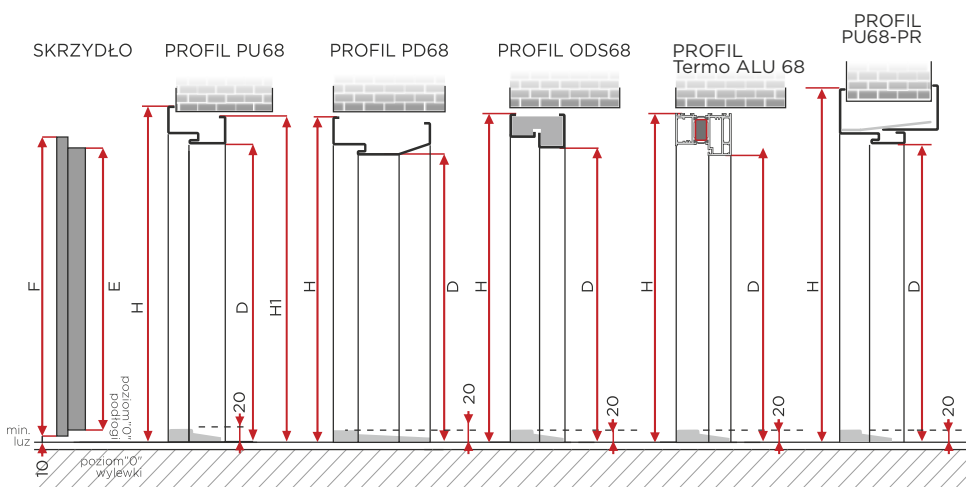 SKRZYDŁO
PROFIL PU68
PROFIL PD68
PROFIL ODS68
PROFIL
Termo ALU 68
PROFIL
PU68-PR
F
E
H
D
H1
H
D
H
D
H
D
H
D
20
20
20
20
20
min.
luz
10
poziom"0"
podłogi
poziom"0"
wylewki